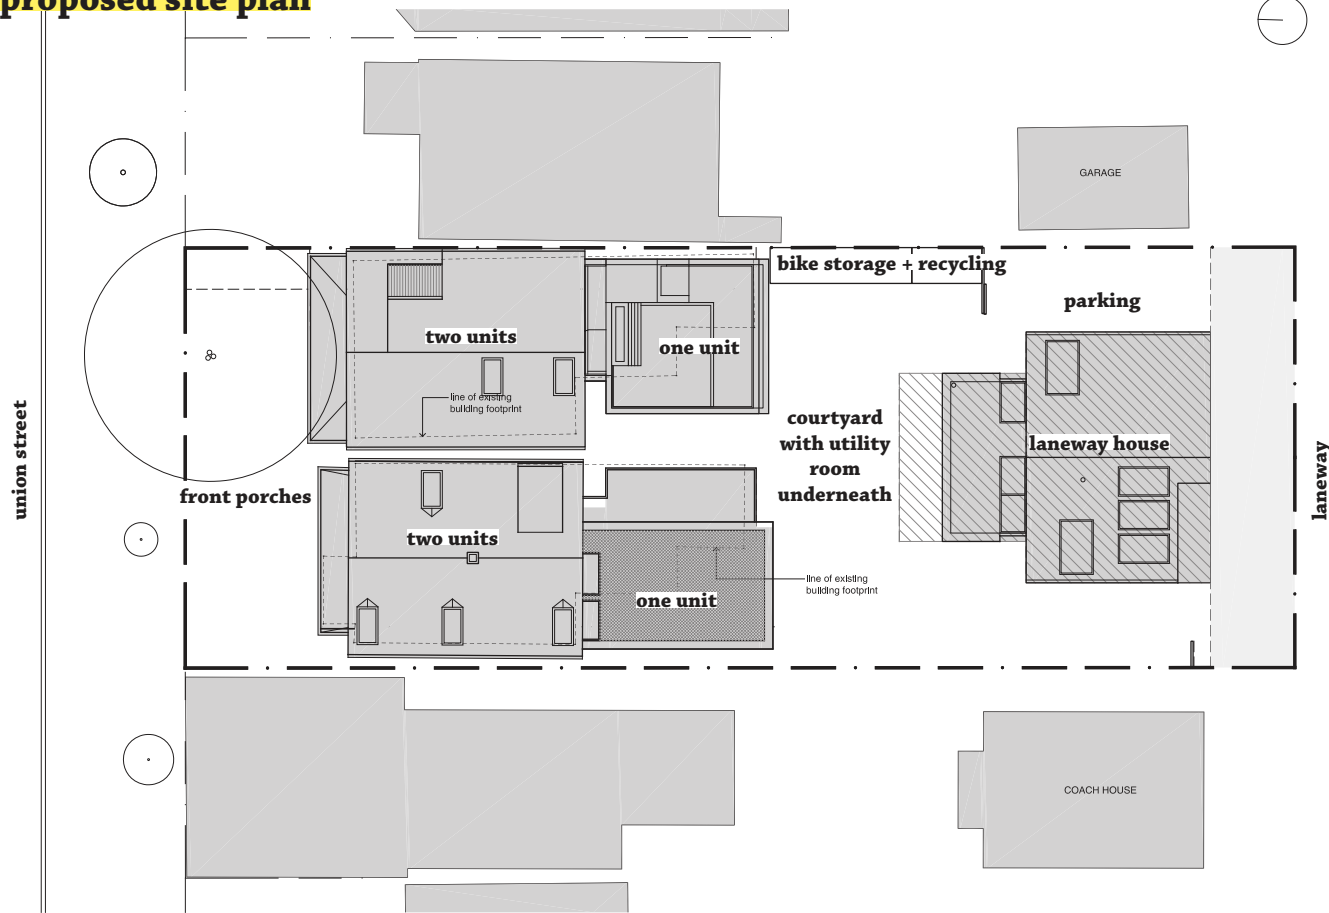 proposed site plan
GARAGE
bike storage + recycling
parking
two units
one unit
line of existing
building footprint
courtyard
with utility
room
underneath
laneway house
union street
front porches
laneway
two units
line of existing
building footprint
one unit
COACH HOUSE